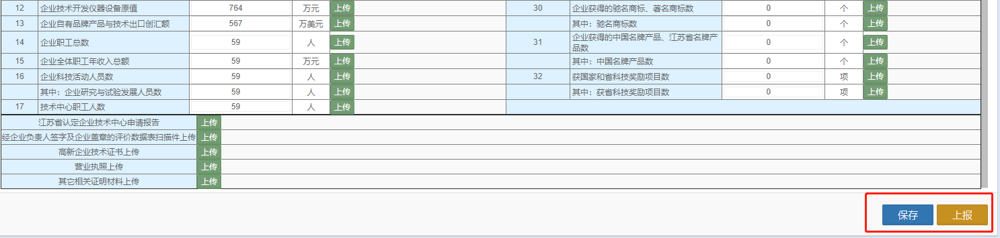 12 企业技术开发仪器设备原值 764 万元 上传 30 企业获得的驰名商标、著名商标数 0 个 上传
13 企业自有品牌产品与技术出口创汇额 567 万美元 上传 其中：驰名商标数 0 个 上传
14 企业职工总数 59 人 上传 31 企业获得的中国名牌产品、江苏省名牌产
品数 0 个 上传
15 企业全体职工年收入总额 59 万元 上传 其中：中国名牌产品数 0 个 上传
16 企业科技活动人员数 59 人 上传 32 获国家和省科技奖励项目数 0 项 上传
其中：企业研究与试验发展人员数 59 人 上传 其中：获省科技奖励项目数 0 项 上传
17 技术中心职工人数 59 人 上传
江苏省认定企业技术中心申请报告 上传
经企业负责人签字及企业盖章的评价数据表扫描件上传 上传
高新企业技术证书上传 上传
营业执照上传 上传
其它相关证明材料上传 上传
保存 上报